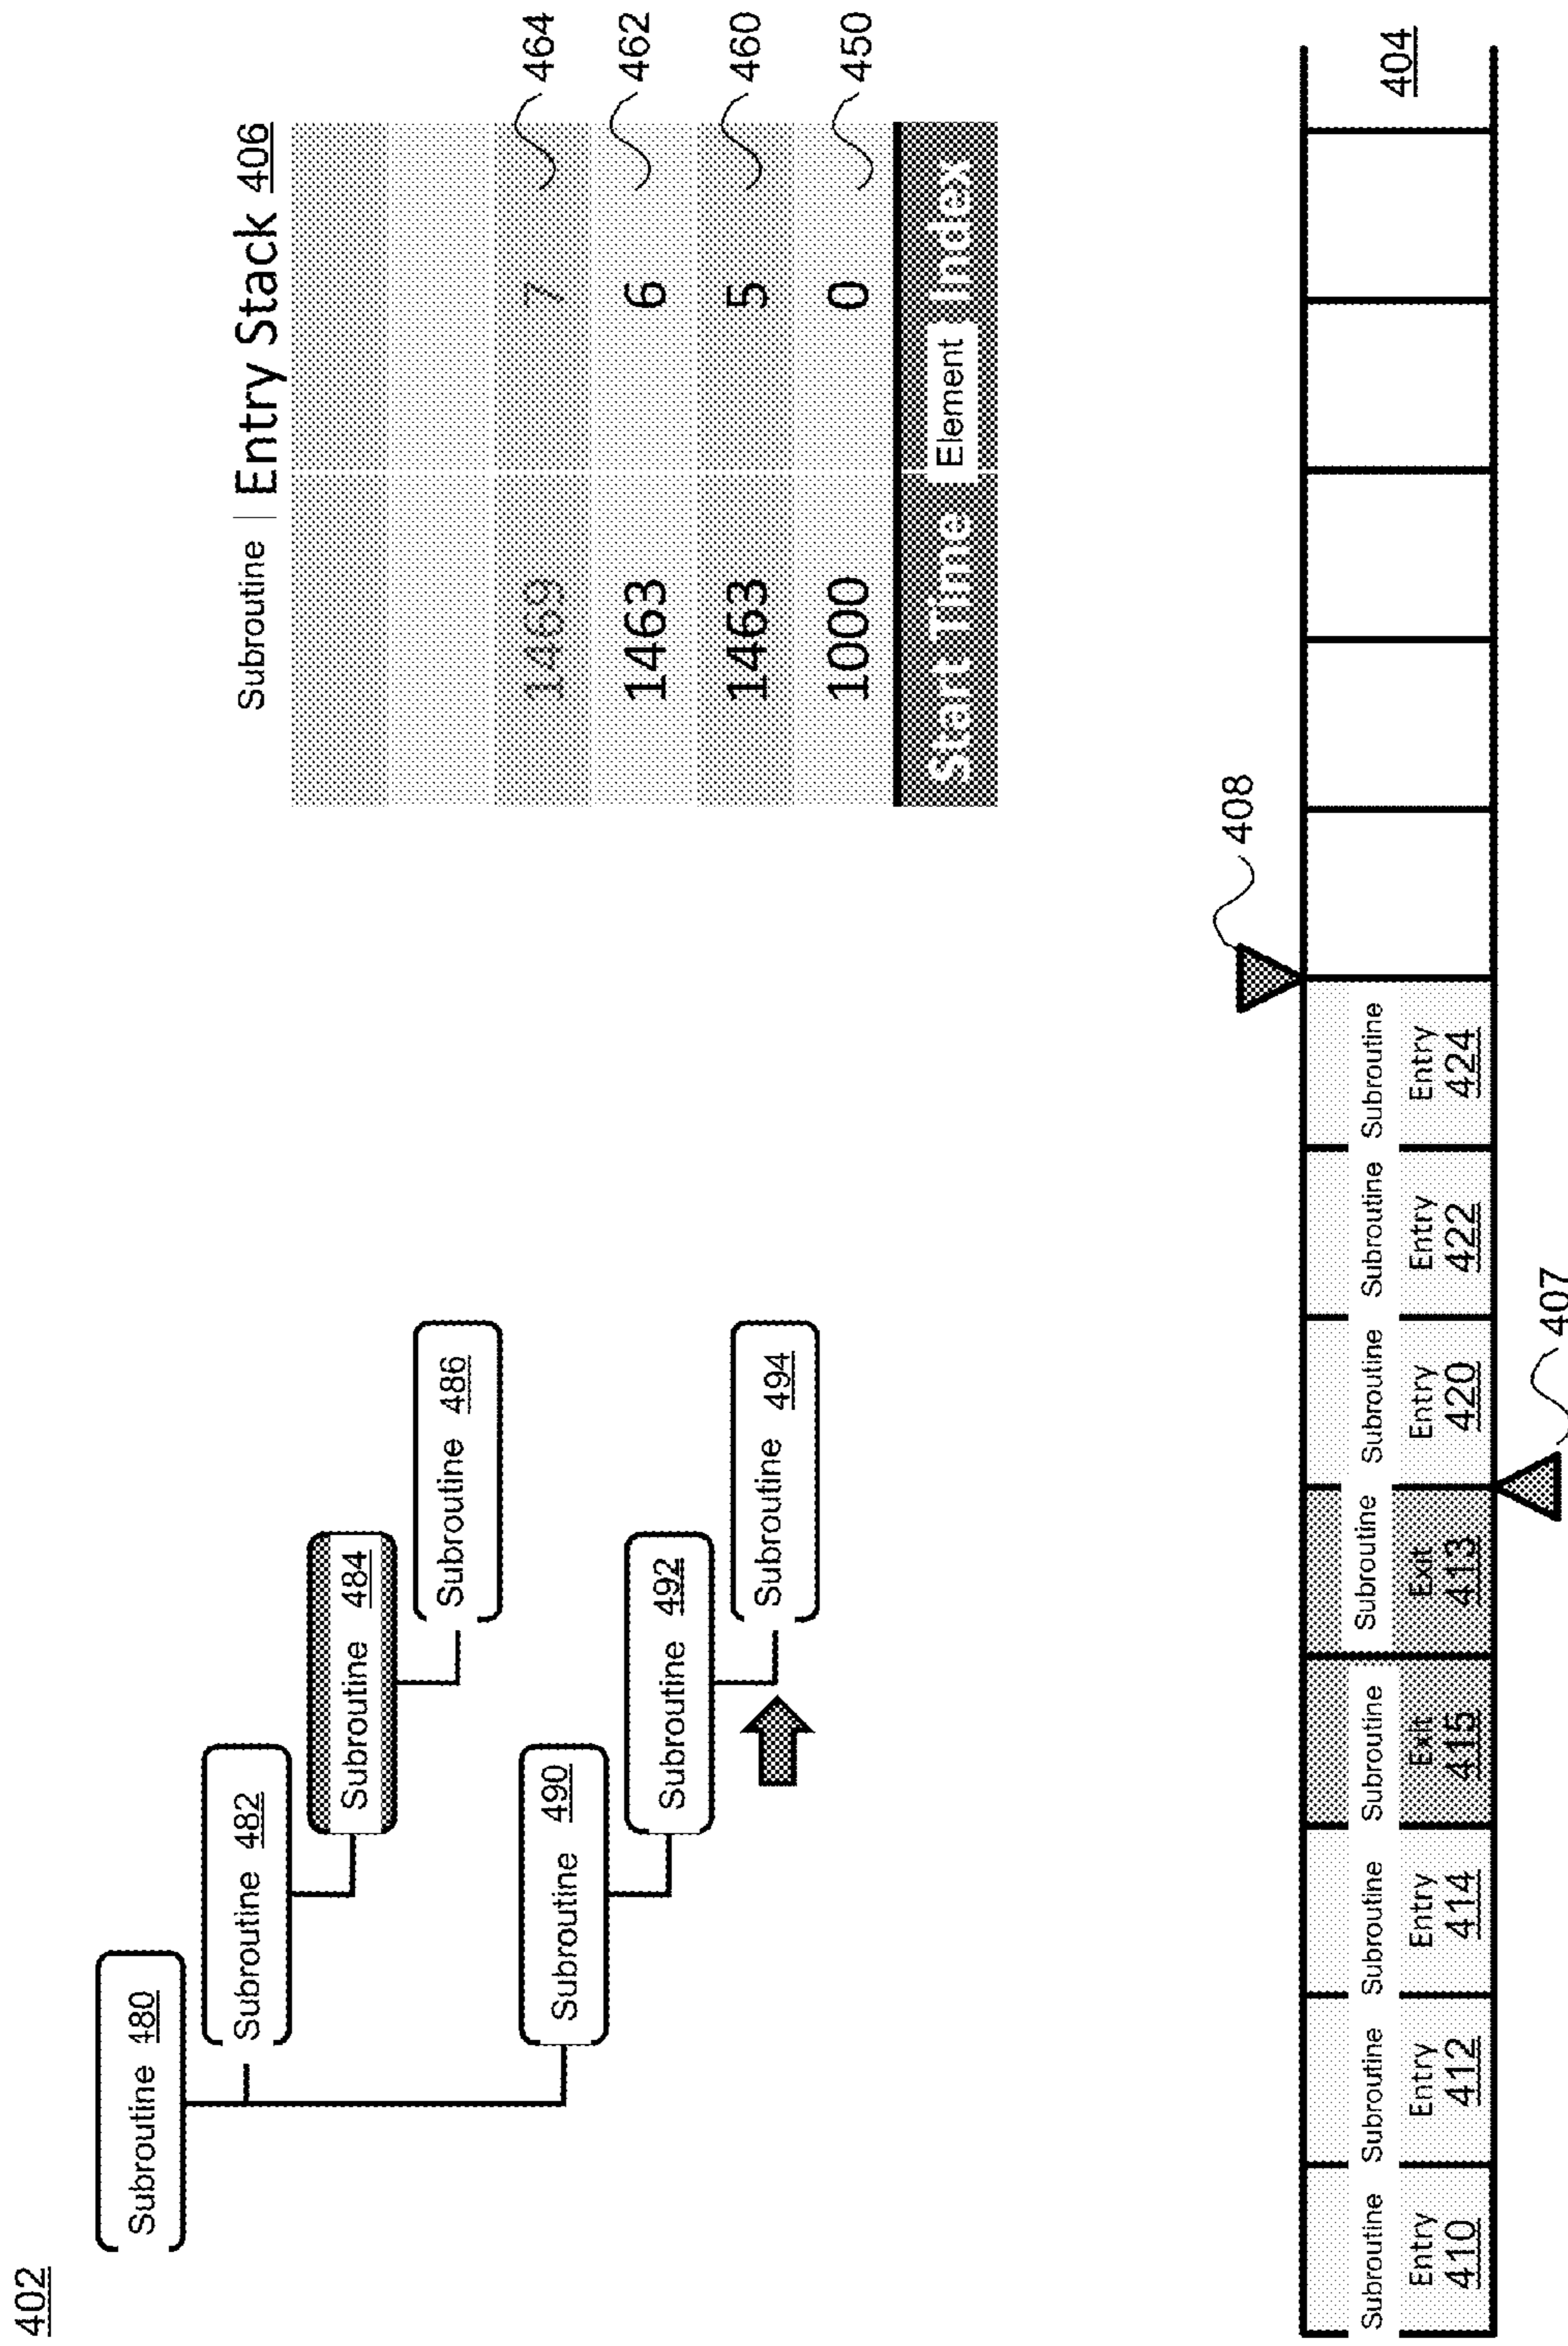 402
Subroutine 480
Subroutine 482
Subroutine 484
Subroutine 486
Subroutine 490
Subroutine 492
Subroutine 494
Subroutine Entry Stack 406
1469 7 464
1463 6 462
1463 5 460
1000 0 450
Start Time Element Index
408
Subroutine Subroutine Subroutine Subroutine Subroutine Subroutine Subroutine Subroutine 404
Entry Entry Entry Exit Exit Entry Entry Entry
410 412 414 415 413 420 422 424
407